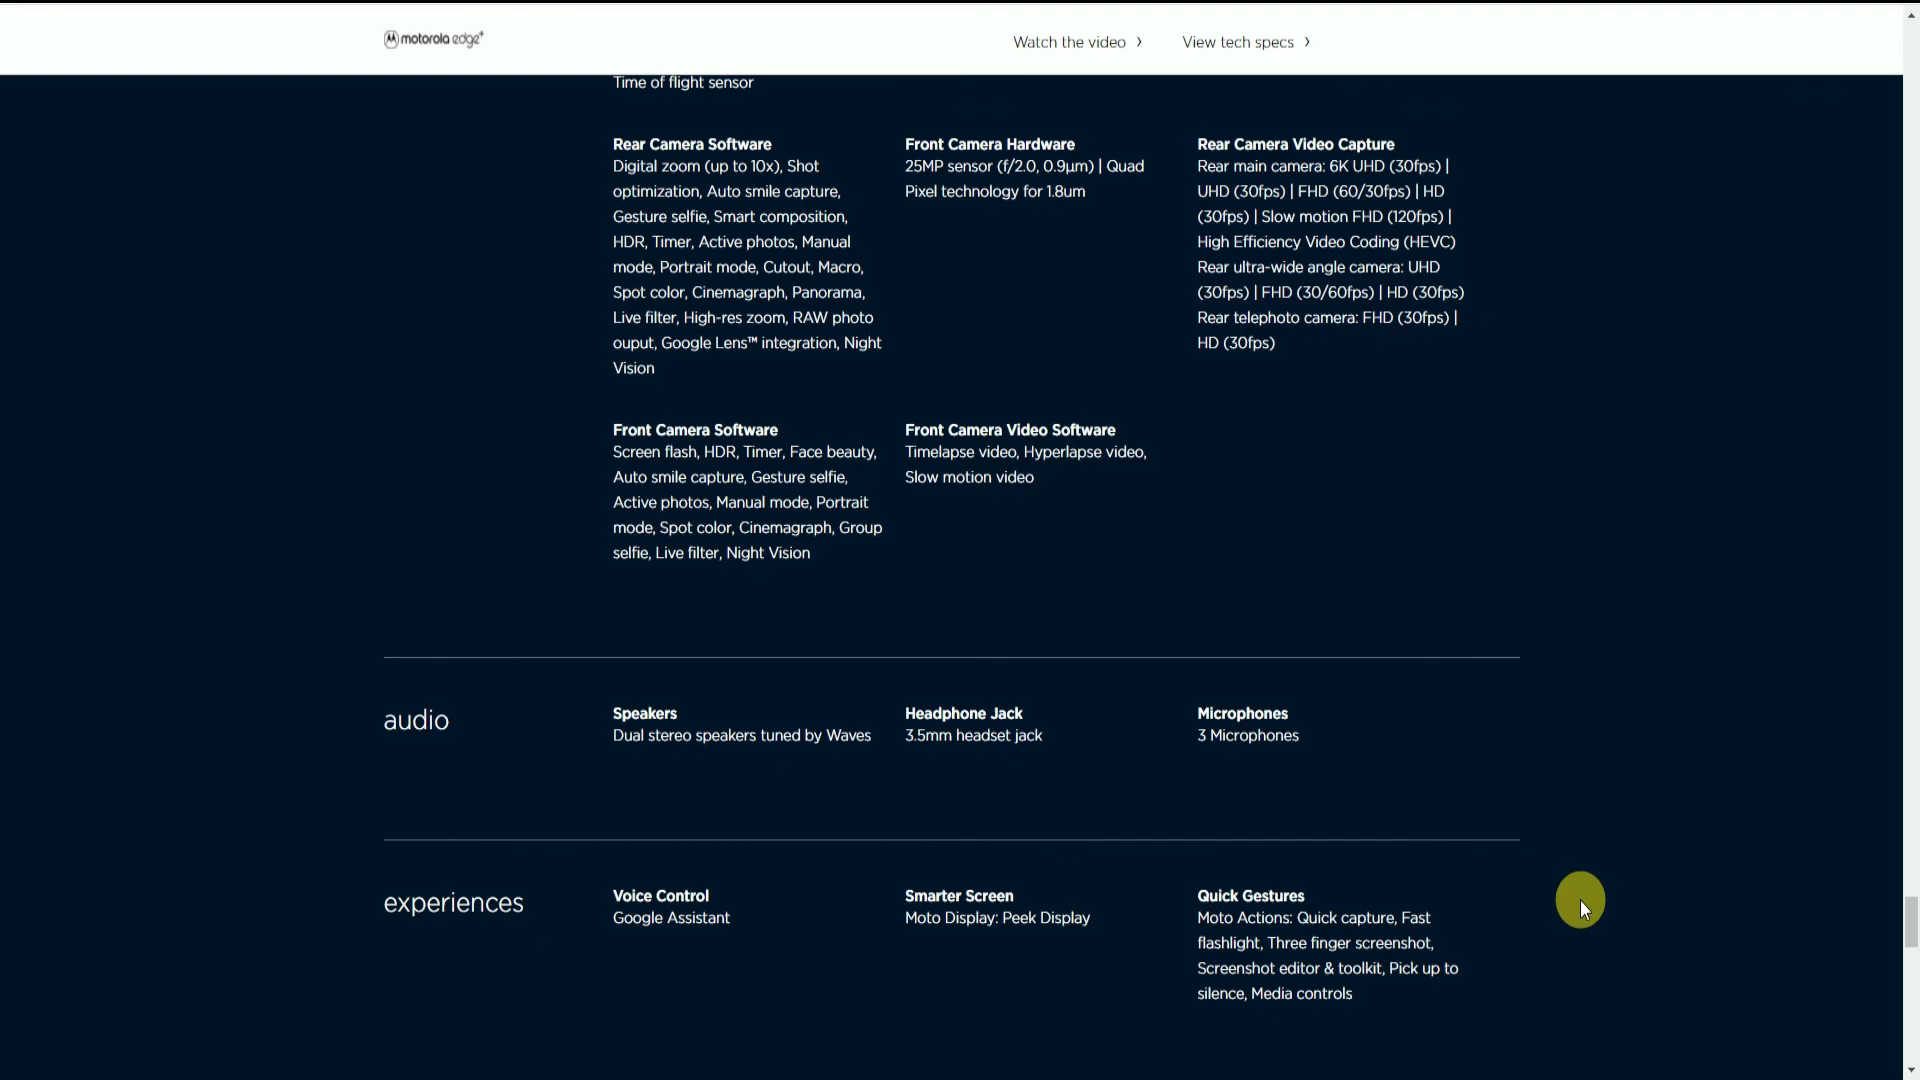 motorola edge+
Watch the video
View tech specs
Time of flight sensor
Rear Camera Software
Digital zoom (up to 10x), Shot
optimization, Auto smile capture,
Gesture selfie, Smart composition,
HDR, Timer, Active photos, Manual
mode, Portrait mode, Cutout, Macro,
Spot color, Cinemagraph, Panorama,
Live filter, High-res zoom, RAW photo
ouput, Google Lens™ integration, Night
Vision
Front Camera Hardware
25MP sensor (f/2.0, 0.9μm) | Quad
Pixel technology for 1.8um
Rear Camera Video Capture
Rear main camera: 6K UHD (30fps) |
UHD (30fps) | FHD (60/30fps) | HD
(30fps) | Slow motion FHD (120fps) |
High Efficiency Video Coding (HEVC)
Rear ultra-wide angle camera: UHD
(30fps) | FHD (30/60fps) | HD (30fps)
Rear telephoto camera: FHD (30fps) |
HD (30fps)
Front Camera Software
Screen flash, HDR, Timer, Face beauty,
Auto smile capture, Gesture selfie,
Active photos, Manual mode, Portrait
mode, Spot color, Cinemagraph, Group
selfie, Live filter, Night Vision
Front Camera Video Software
Timelapse video, Hyperlapse video,
Slow motion video
audio
Speakers
Dual stereo speakers tuned by Waves
Headphone Jack
3.5mm headset jack
Microphones
3 Microphones
experiences
Voice Control
Google Assistant
Smarter Screen
Moto Display: Peek Display
Quick Gestures
Moto Actions: Quick capture, Fast
flashlight, Three finger screenshot,
Screenshot editor & toolkit, Pick up to
silence, Media controls